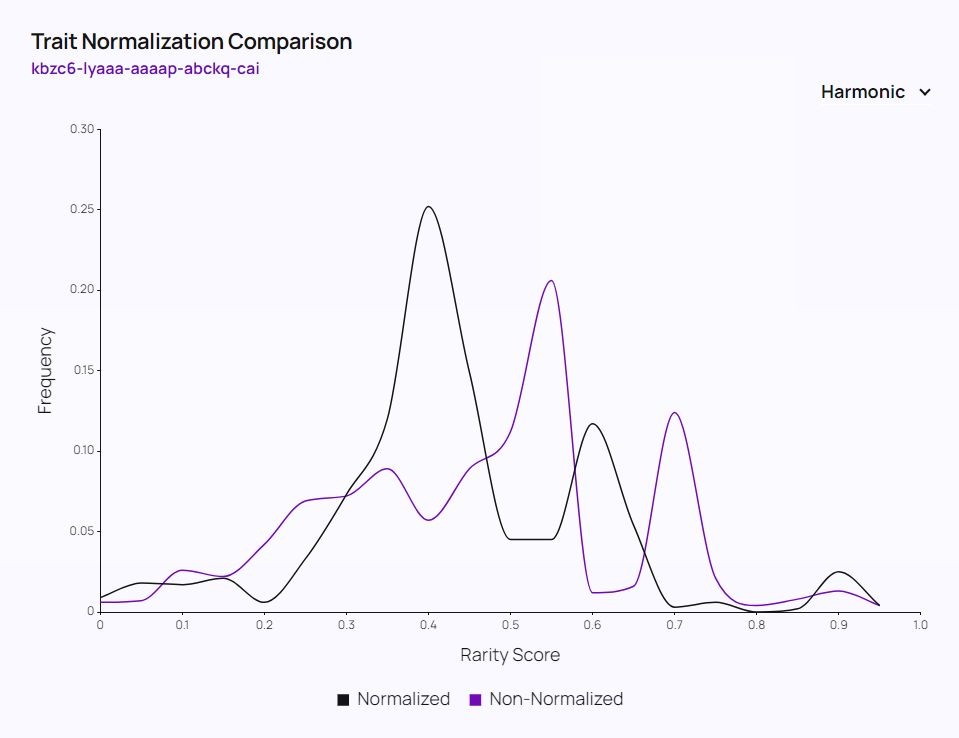 Trait Normalization Comparison
kbzc6-lyaaa-aaaap-abckq-cai
Harmonic
0.30
0.25
0.20
0.15
0.10
0.05
0
Frequency
0 0.1 0.2 0.3 0.4 0.5 0.6 0.7 0.8 0.9 1.0
Rarity Score
Normalized Non-Normalized